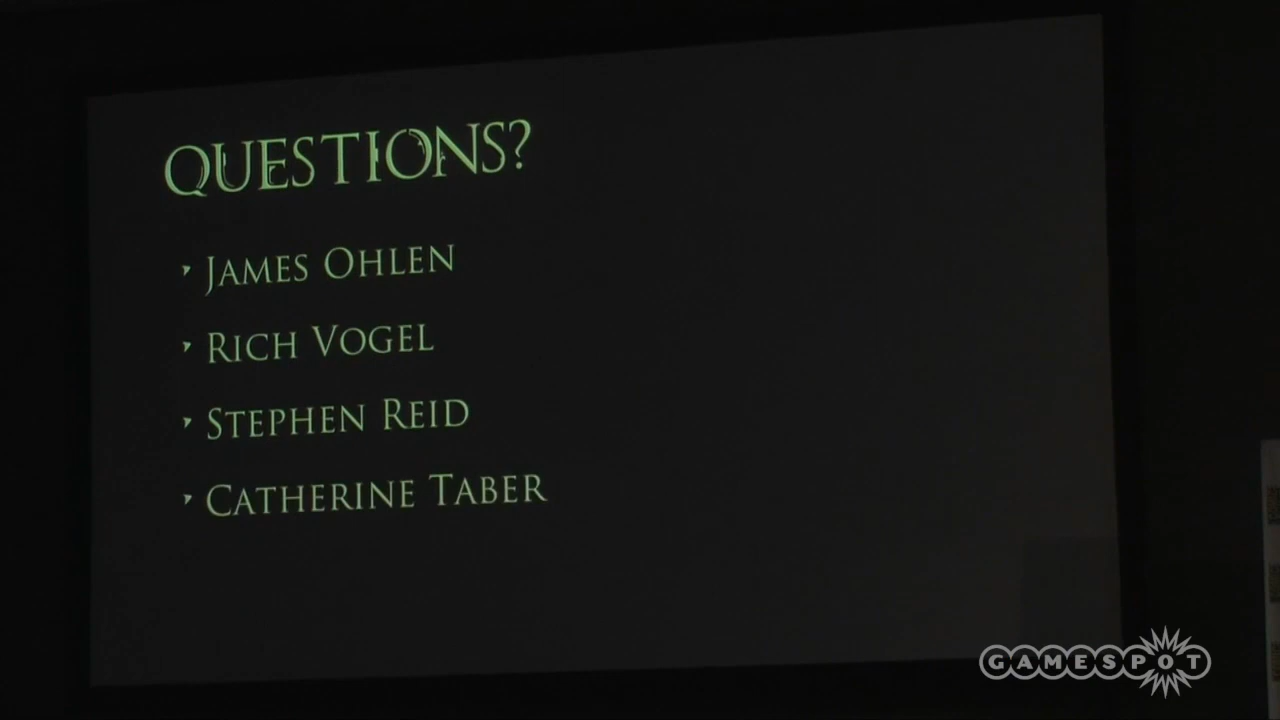 QUESTIONS?
JAMES OHLEN
RICH VOGEL
STEPHEN REID
CATHERINE TABER
GAMESPOT